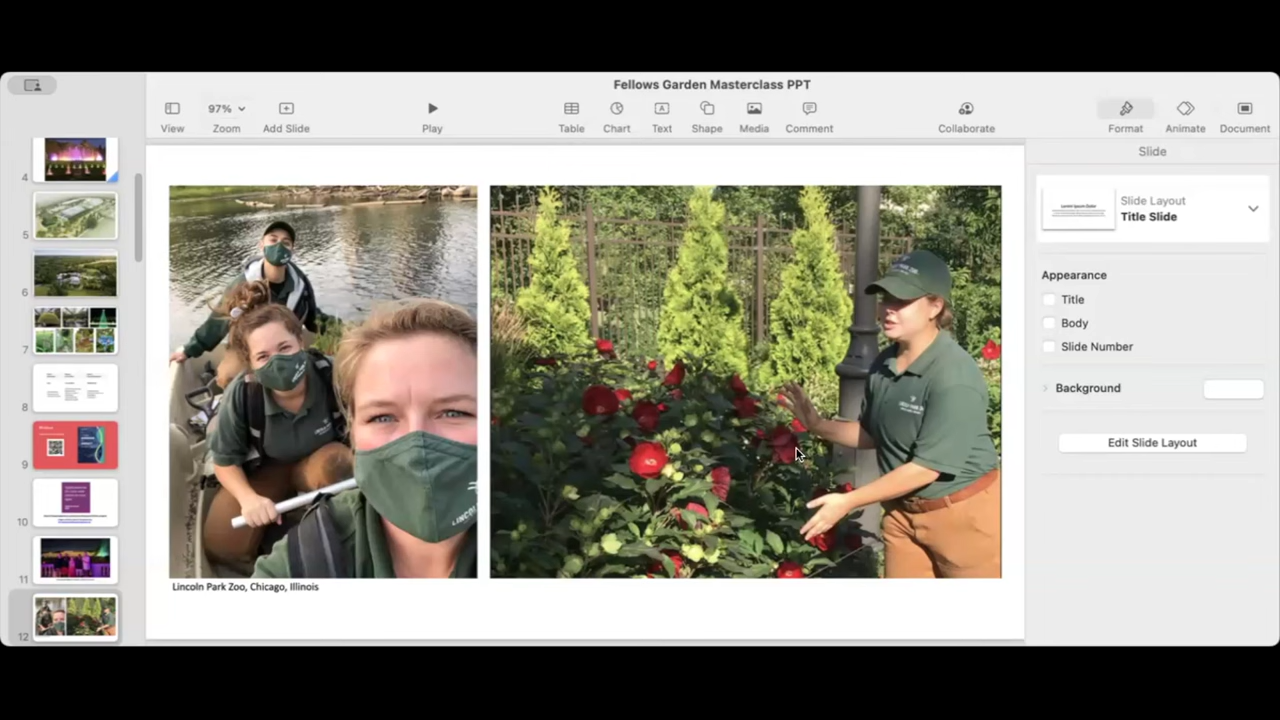 Fellows Garden Masterclass PPT
97%
View
Zoom
Add Slide
Play
Table
Chart
Text
Shape
Media
Comment
Collaborate
Format
Animate
Document
Slide
Slide Layout
Title Slide
Appearance
Title
Body
Slide Number
Background
Edit Slide Layout
4
5
6
7
8
9
10
11
12
Lincoln Park Zoo, Chicago, Illinois